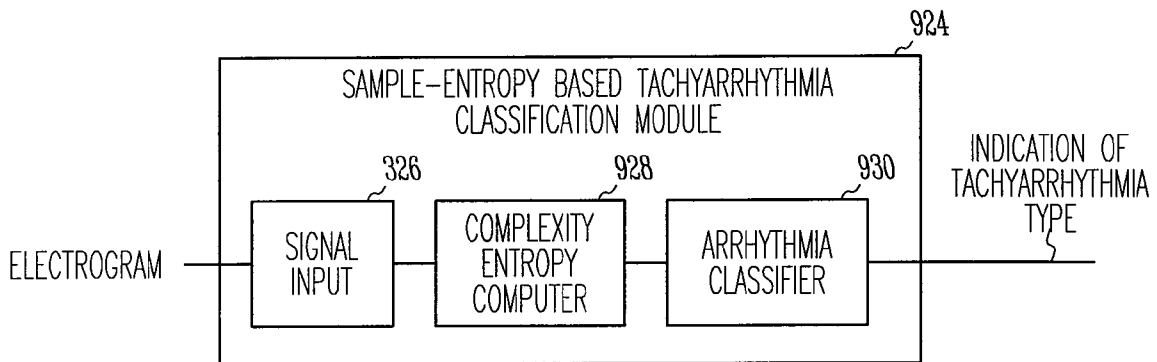 924
SAMPLE-ENTROPY BASED TACHYARRHYTHMIA
CLASSIFICATION MODULE
326
928
930
INDICATION OF
TACHYARRHYTHMIA
TYPE
ELECTROGRAM
SIGNAL
INPUT
COMPLEXITY
ENTROPY
COMPUTER
ARRHYTHMIA
CLASSIFIER